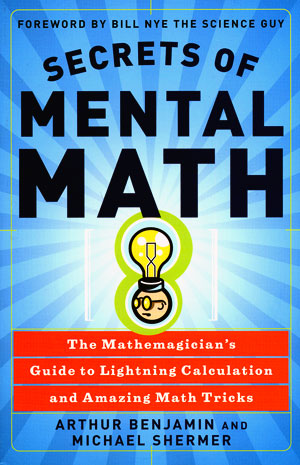 FOREWORD BY BILL NYE THE SCIENCE GUY
SECRETS OF
MENTAL
MATH
The Mathemagician's
Guide to Lightning Calculation
and Amazing Math Tricks
ARTHUR BENJAMIN AND
MICHAEL SHERMER